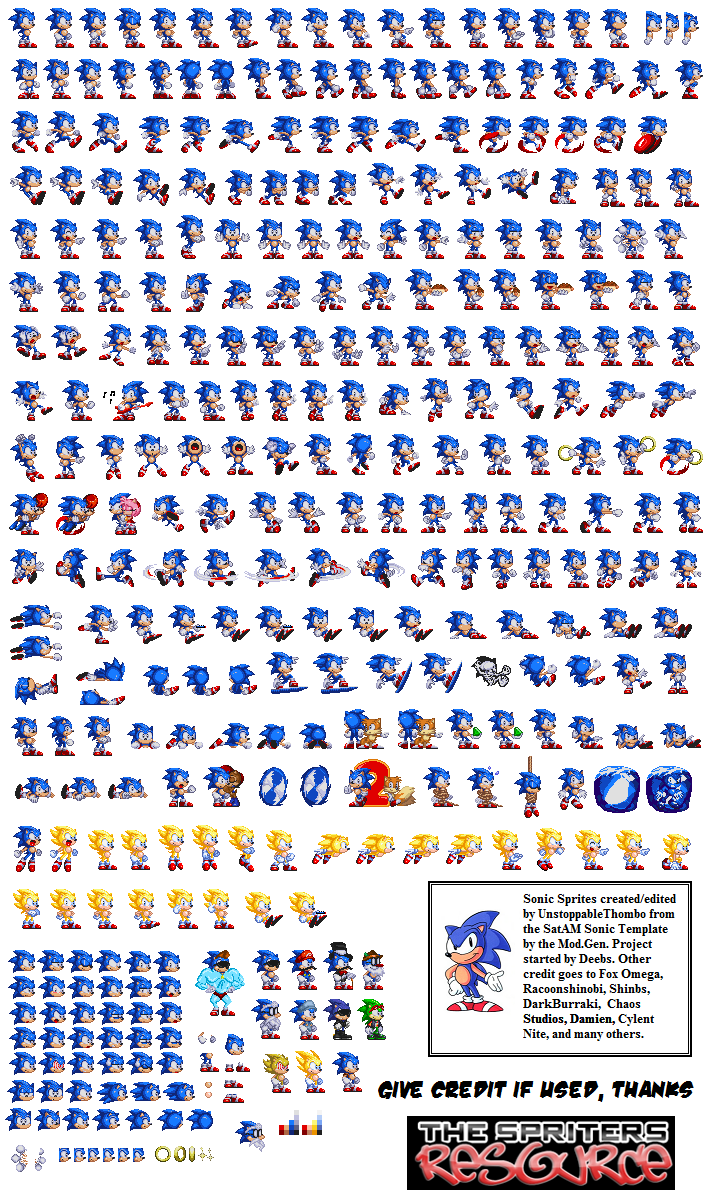 2
Sonic Sprites created/edited
by UnstoppableThombo from
the SatAM Sonic Template
by the Mod.Gen. Project
started by Deebs. Other
credit goes to Fox Omega,
Racoonshinobi, Shinbs,
DarkBurraki, Chaos
Studios, Damien, Cylent
Nite, and many others.
GIVE CREDIT IF USED, THANKS
THE SPRITERS
RESOURCE